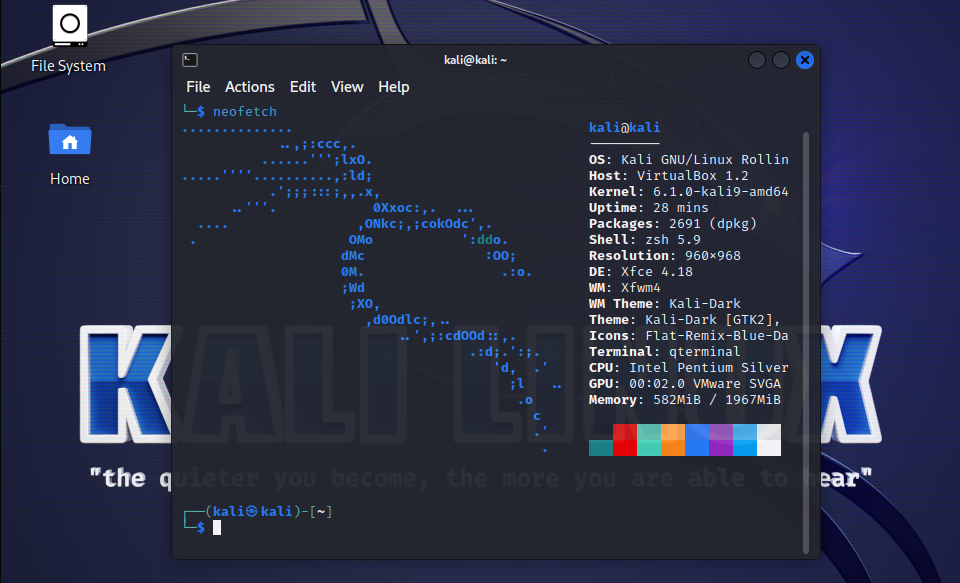 File System
Home
kali@kali: ~
File Actions Edit View Help
└─$ neofetch
kali@kali
OS: Kali GNU/Linux Rollin
Host: VirtualBox 1.2
Kernel: 6.1.0-kali9-amd64
Uptime: 28 mins
Packages: 2691 (dpkg)
Shell: zsh 5.9
Resolution: 960×968
DE: Xfce 4.18
WM: Xfwm4
WM Theme: Kali-Dark
Theme: Kali-Dark [GTK2],
Icons: Flat-Remix-Blue-Da
Terminal: qterminal
CPU: Intel Pentium Silver
GPU: 00:02.0 VMware SVGA
Memory: 582MiB / 1967MiB
KALI LINUX
"the quieter you become, the more you are able to hear"
┌──(kali㉿kali)-[~]
└─$